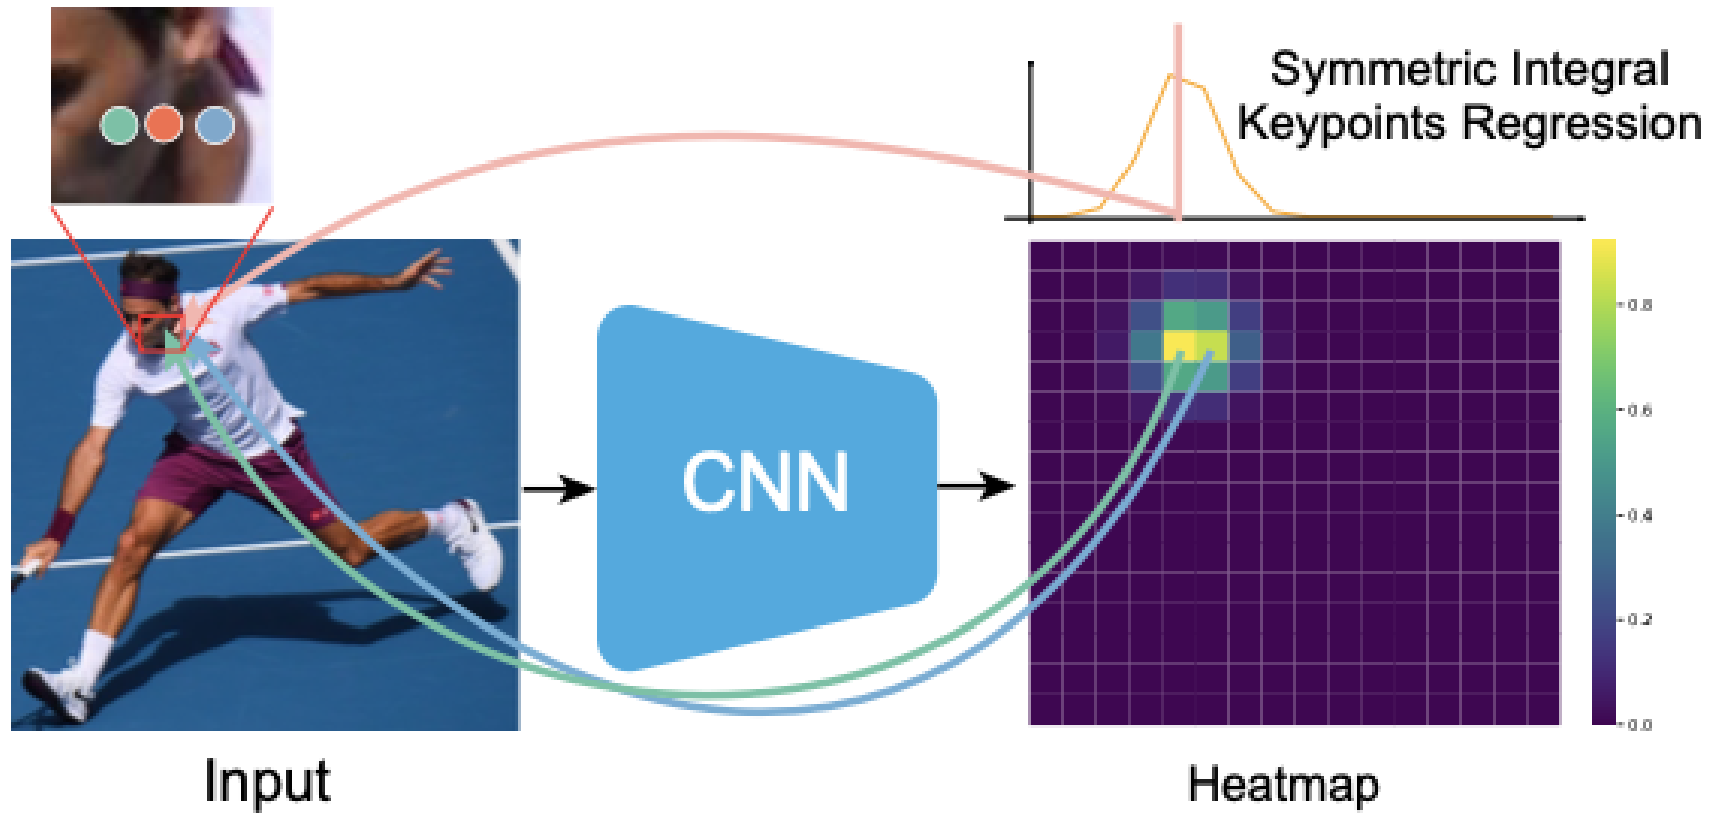 Symmetric Integral
Keypoints Regression
CNN
0.8
0.6
0.4
0.2
0.0
Input
Heatmap